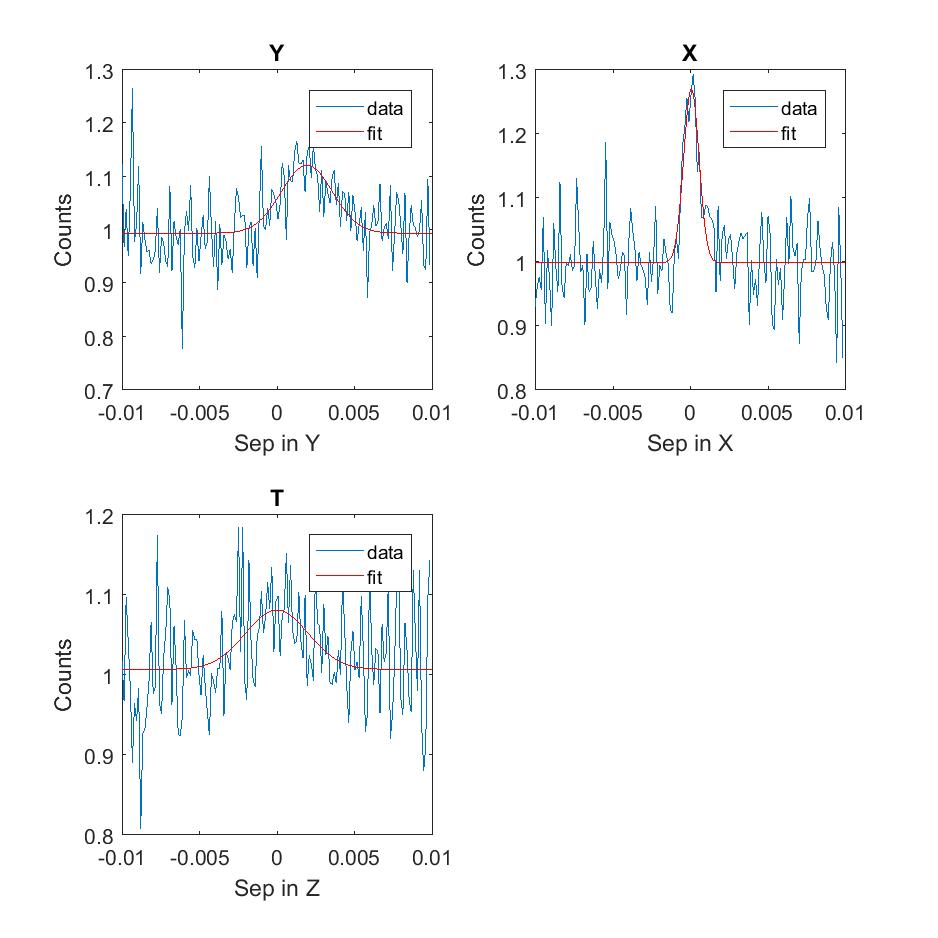 Y
1.3
1.2
1.1
1
0.9
0.8
0.7
Counts
data
fit
-0.01 -0.005 0 0.005 0.01
Sep in Y
X
1.3
1.2
1.1
1
0.9
0.8
Counts
data
fit
-0.01 -0.005 0 0.005 0.01
Sep in X
T
1.2
1.1
1
0.9
0.8
Counts
data
fit
-0.01 -0.005 0 0.005 0.01
Sep in Z